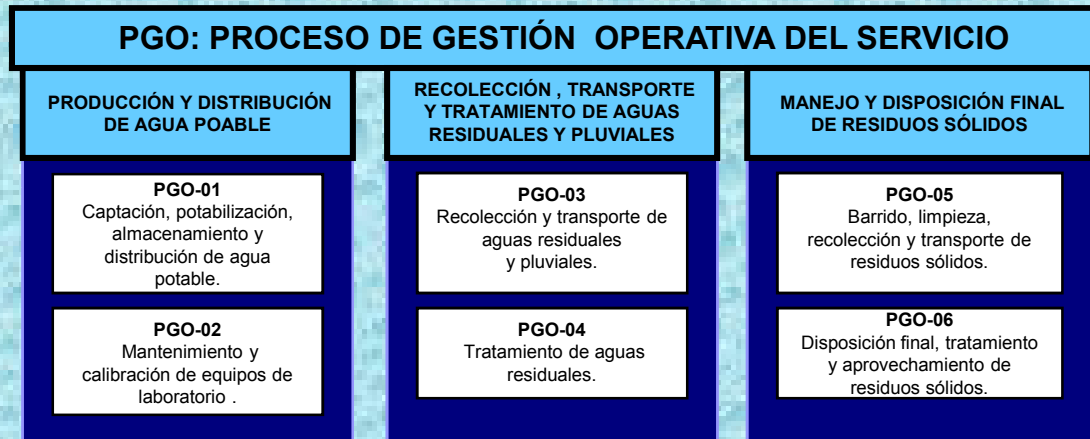 PGO: PROCESO DE GESTIÓN OPERATIVA DEL SERVICIO
PRODUCCIÓN Y DISTRIBUCIÓN
DE AGUA POABLE
PGO-01
Captación, potabilización,
almacenamiento y
distribución de agua
potable.
PGO-02
Mantenimiento y
calibración de equipos de
laboratorio .
RECOLECCIÓN , TRANSPORTE
Y TRATAMIENTO DE AGUAS
RESIDUALES Y PLUVIALES
PGO-03
Recolección y transporte de
aguas residuales
y pluviales.
PGO-04
Tratamiento de aguas
residuales.
MANEJO Y DISPOSICIÓN FINAL
DE RESIDUOS SÓLIDOS
PGO-05
Barrido, limpieza,
recolección y transporte de
residuos sólidos.
PGO-06
Disposición final, tratamiento
y aprovechamiento de
residuos sólidos.